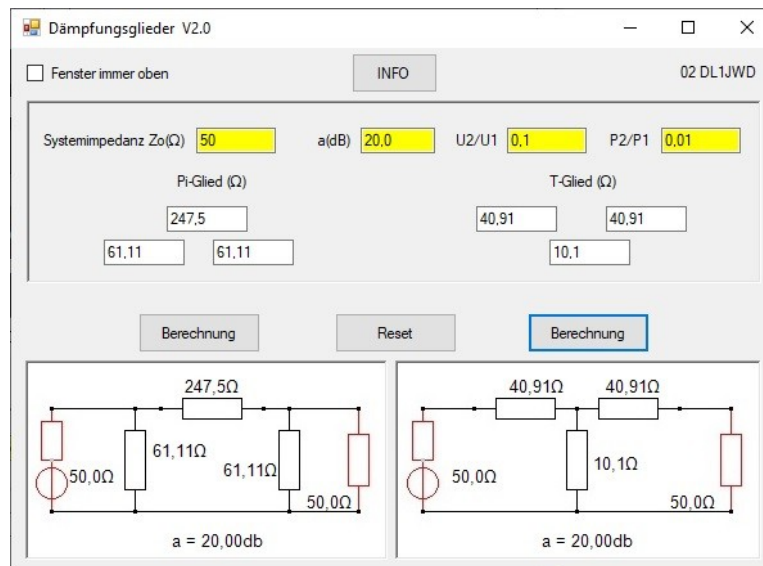 Dämpfungsglieder V2.0
Fenster immer oben
INFO
02 DL1JWD
Systemimpedanz Zo(Ω) 50 a(dB) 20,0 U2/U1 0,1 P2/P1 0,01
Pi-Glied (Ω) T-Glied (Ω)
247,5 40,91 40,91
61,11 61,11 10,1
Berechnung Reset Berechnung
247,5Ω
61,11Ω
61,11Ω
50,0Ω
50,0Ω
a = 20,00db
40,91Ω 40,91Ω
10,1Ω
50,0Ω
50,0Ω
a = 20,00db